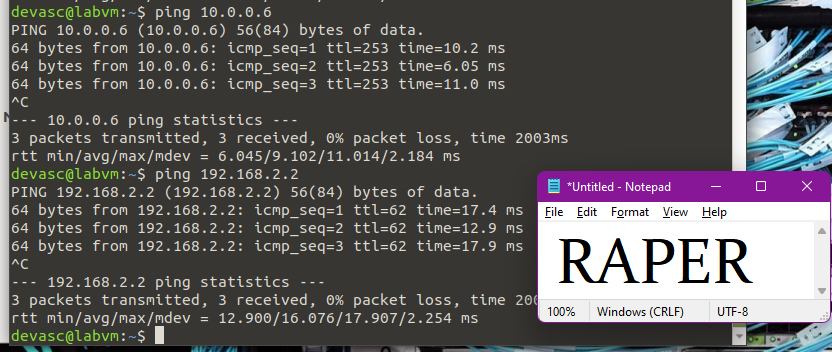 devasc@labvm:~$ ping 10.0.0.6
PING 10.0.0.6 (10.0.0.6) 56(84) bytes of data.
64 bytes from 10.0.0.6: icmp_seq=1 ttl=253 time=10.2 ms
64 bytes from 10.0.0.6: icmp_seq=2 ttl=253 time=6.05 ms
64 bytes from 10.0.0.6: icmp_seq=3 ttl=253 time=11.0 ms
^C
--- 10.0.0.6 ping statistics ---
3 packets transmitted, 3 received, 0% packet loss, time 2003ms
rtt min/avg/max/mdev = 6.045/9.102/11.014/2.184 ms
devasc@labvm:~$ ping 192.168.2.2
PING 192.168.2.2 (192.168.2.2) 56(84) bytes of data.
64 bytes from 192.168.2.2: icmp_seq=1 ttl=62 time=17.4 ms
64 bytes from 192.168.2.2: icmp_seq=2 ttl=62 time=12.9 ms
64 bytes from 192.168.2.2: icmp_seq=3 ttl=62 time=17.9 ms
^C
--- 192.168.2.2 ping statistics ---
3 packets transmitted, 3 received, 0% packet loss, time
rtt min/avg/max/mdev = 12.900/16.076/17.907/2.254 ms
devasc@labvm:~$
*Untitled - Notepad
File Edit Format View Help
RAPER
100% Windows (CRLF) UTF-8